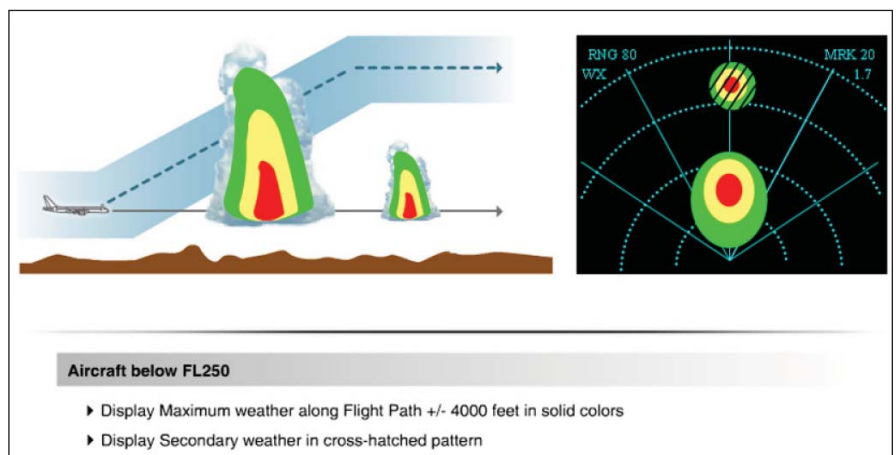 RNG 80
MRK 20
WX
1.7
Aircraft below FL250
Display Maximum weather along Flight Path +/- 4000 feet in solid colors
Display Secondary weather in cross-hatched pattern